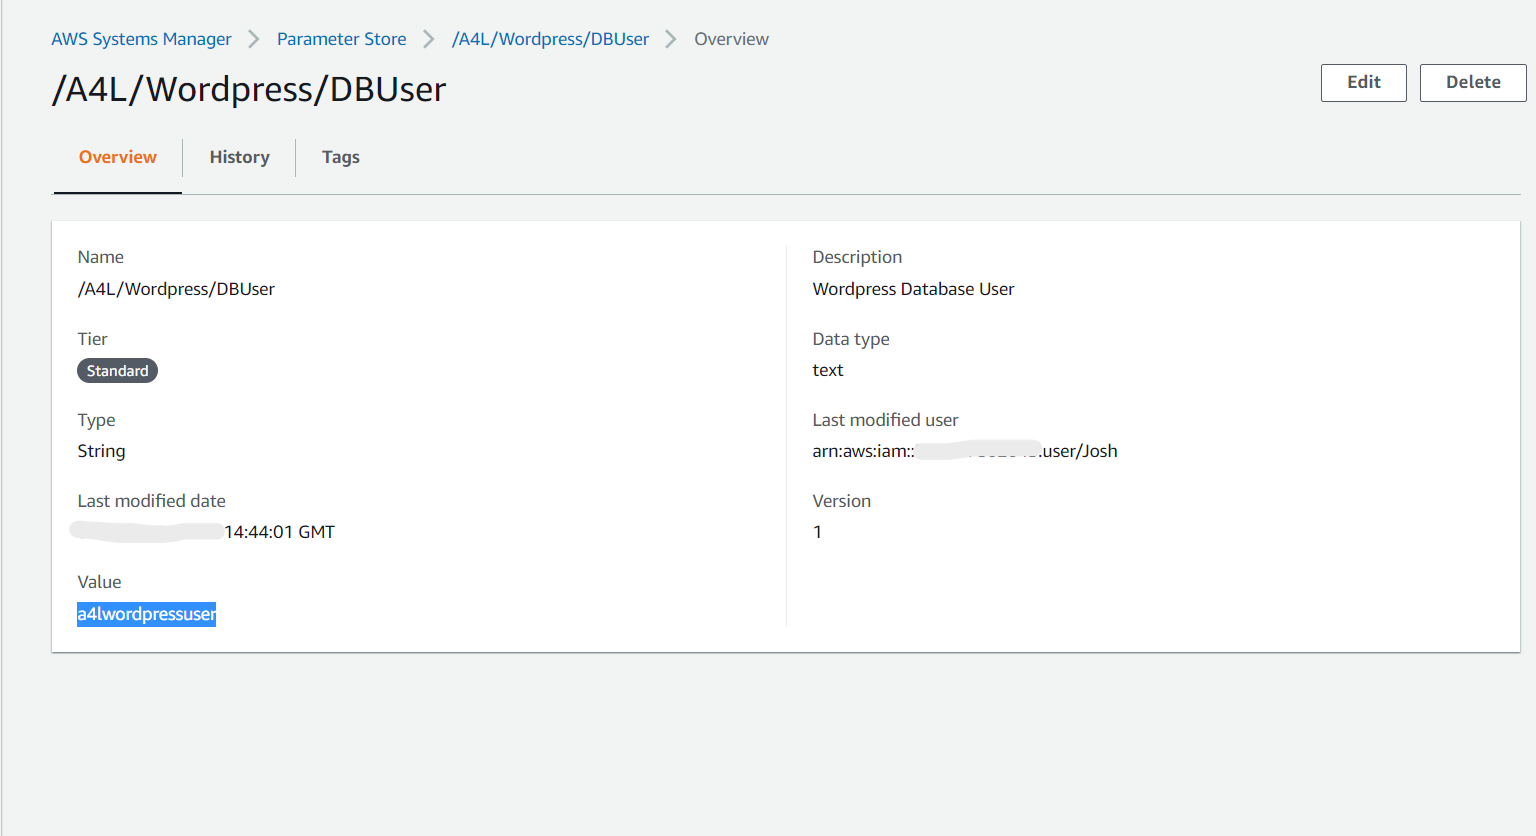 AWS Systems Manager > Parameter Store > /A4L/Wordpress/DBUser > Overview
/A4L/Wordpress/DBUser
Edit
Delete
Overview
History
Tags
Name
/A4L/Wordpress/DBUser
Tier
Standard
Type
String
Last modified date
14:44:01 GMT
Value
a4lwordpressuser
Description
Wordpress Database User
Data type
text
Last modified user
arn:aws:iam:: :user/Josh
Version
1